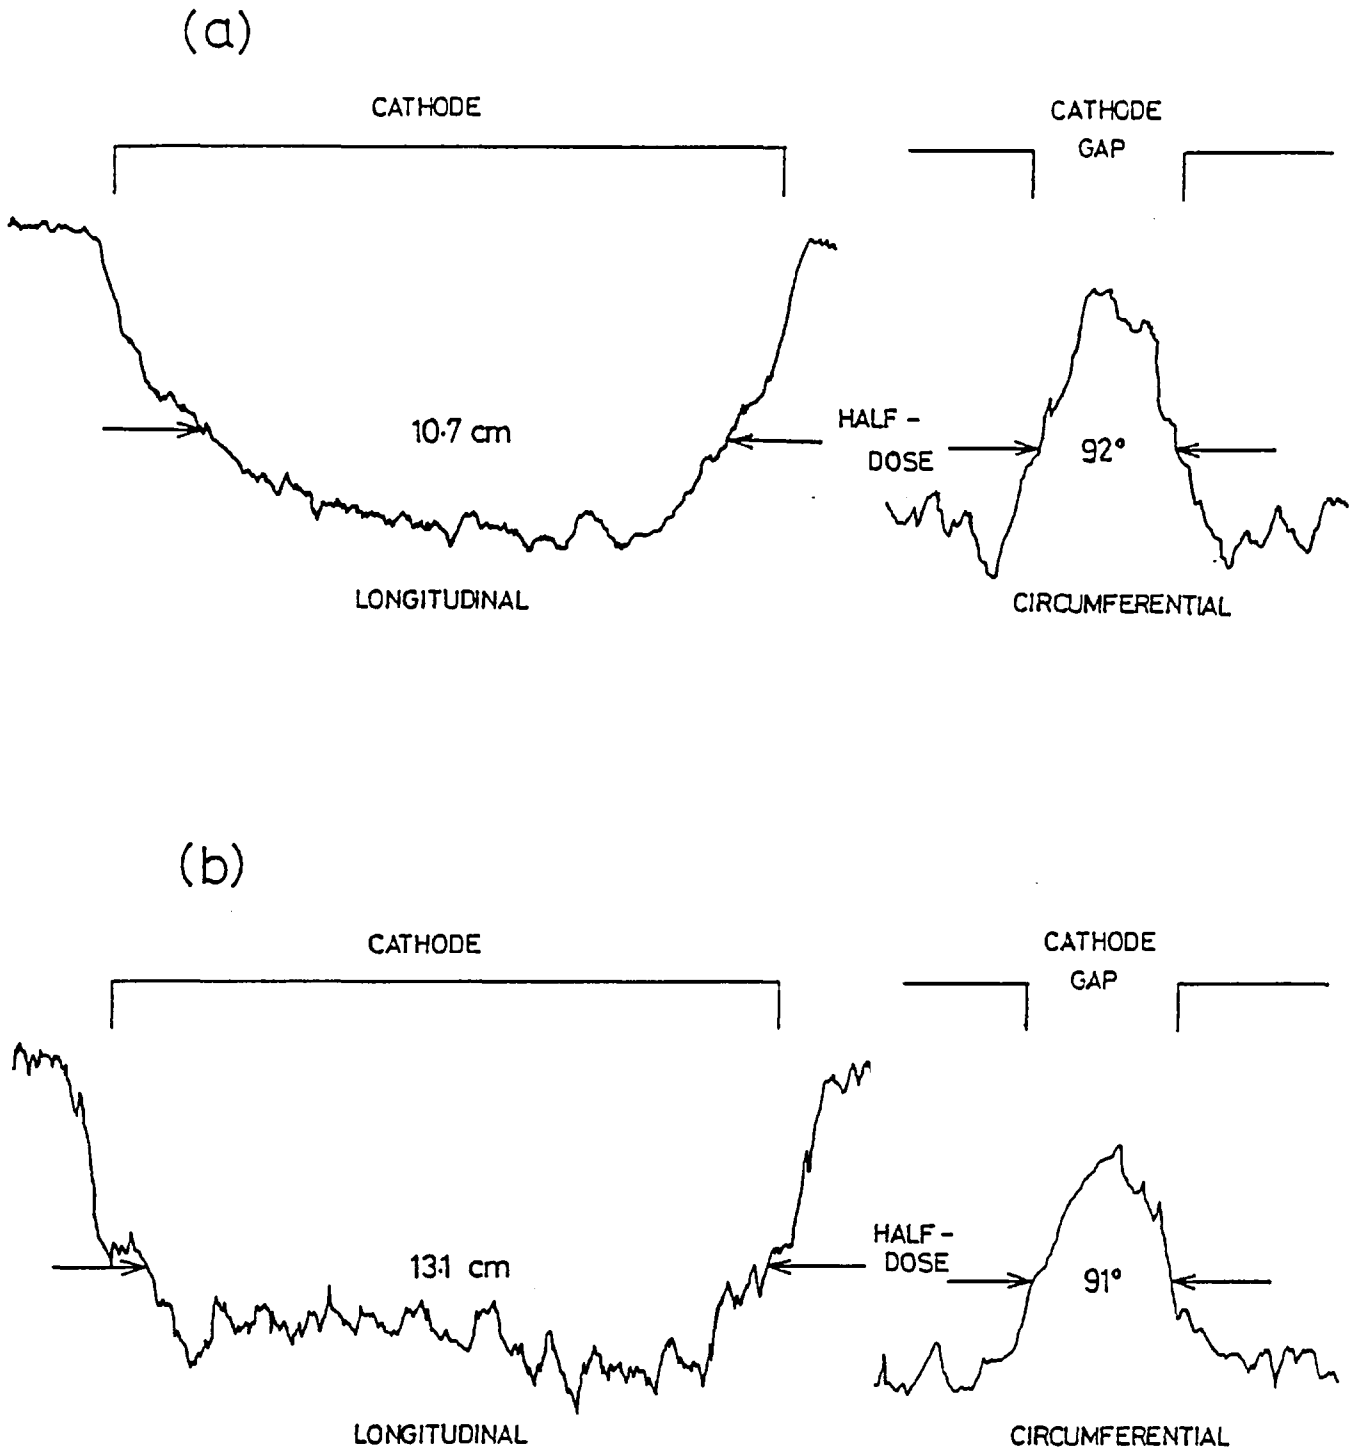 (a)
CATHODE
CATHODE
GAP
10.7 cm
HALF -
DOSE
92°
LONGITUDINAL
CIRCUMFERENTIAL
(b)
CATHODE
CATHODE
GAP
13.1 cm
HALF -
DOSE
91°
LONGITUDINAL
CIRCUMFERENTIAL